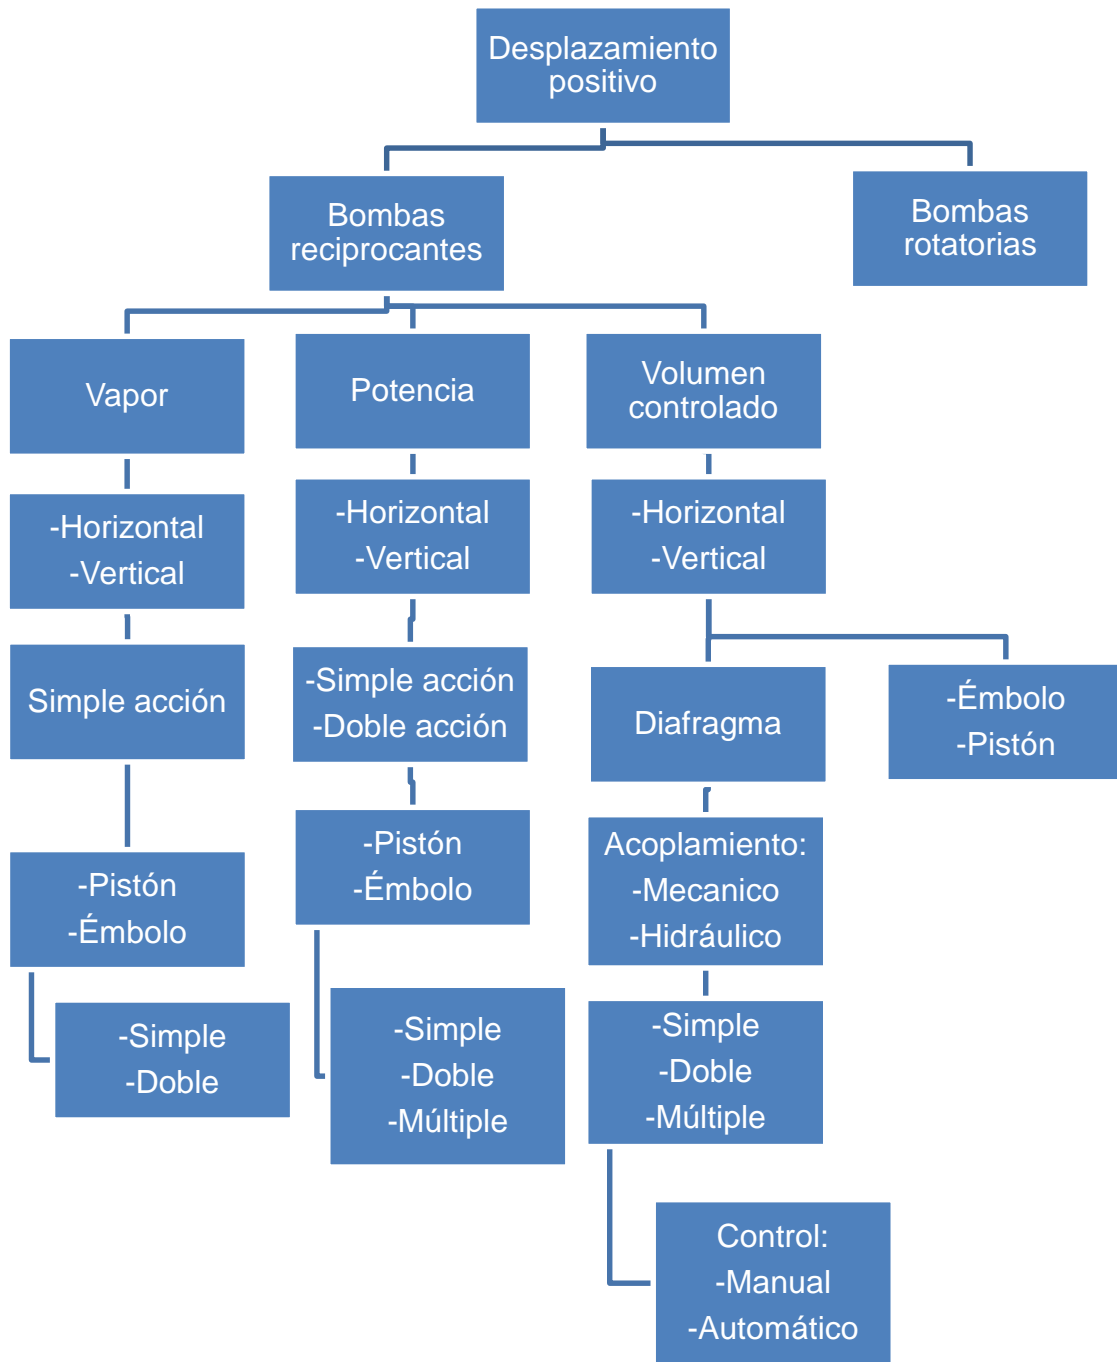 Desplazamiento
positivo
Bombas
reciprocantes
Bombas
rotatorias
Vapor
Potencia
Volumen
controlado
-Horizontal
-Vertical
-Horizontal
-Vertical
-Horizontal
-Vertical
Simple acción
-Simple acción
-Doble acción
Diafragma
-Émbolo
-Pistón
-Pistón
-Émbolo
-Pistón
-Émbolo
Acoplamiento:
-Mecanico
-Hidráulico
-Simple
-Doble
-Simple
-Doble
-Múltiple
-Simple
-Doble
-Múltiple
Control:
-Manual
-Automático